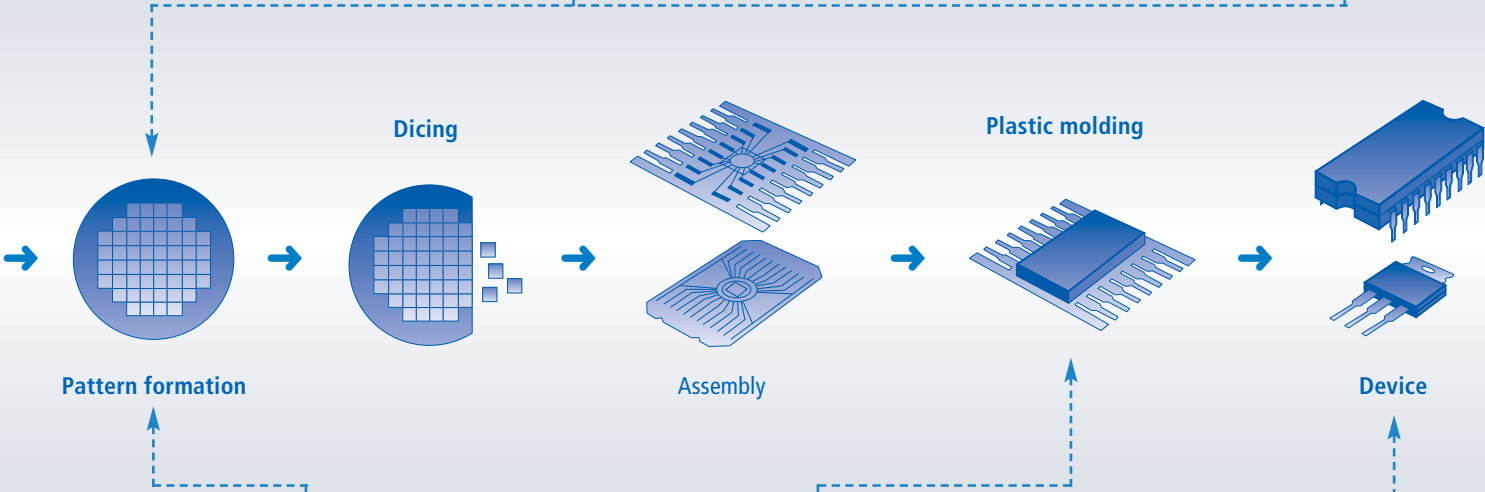 Dicing
Plastic molding
Pattern formation
Assembly
Device